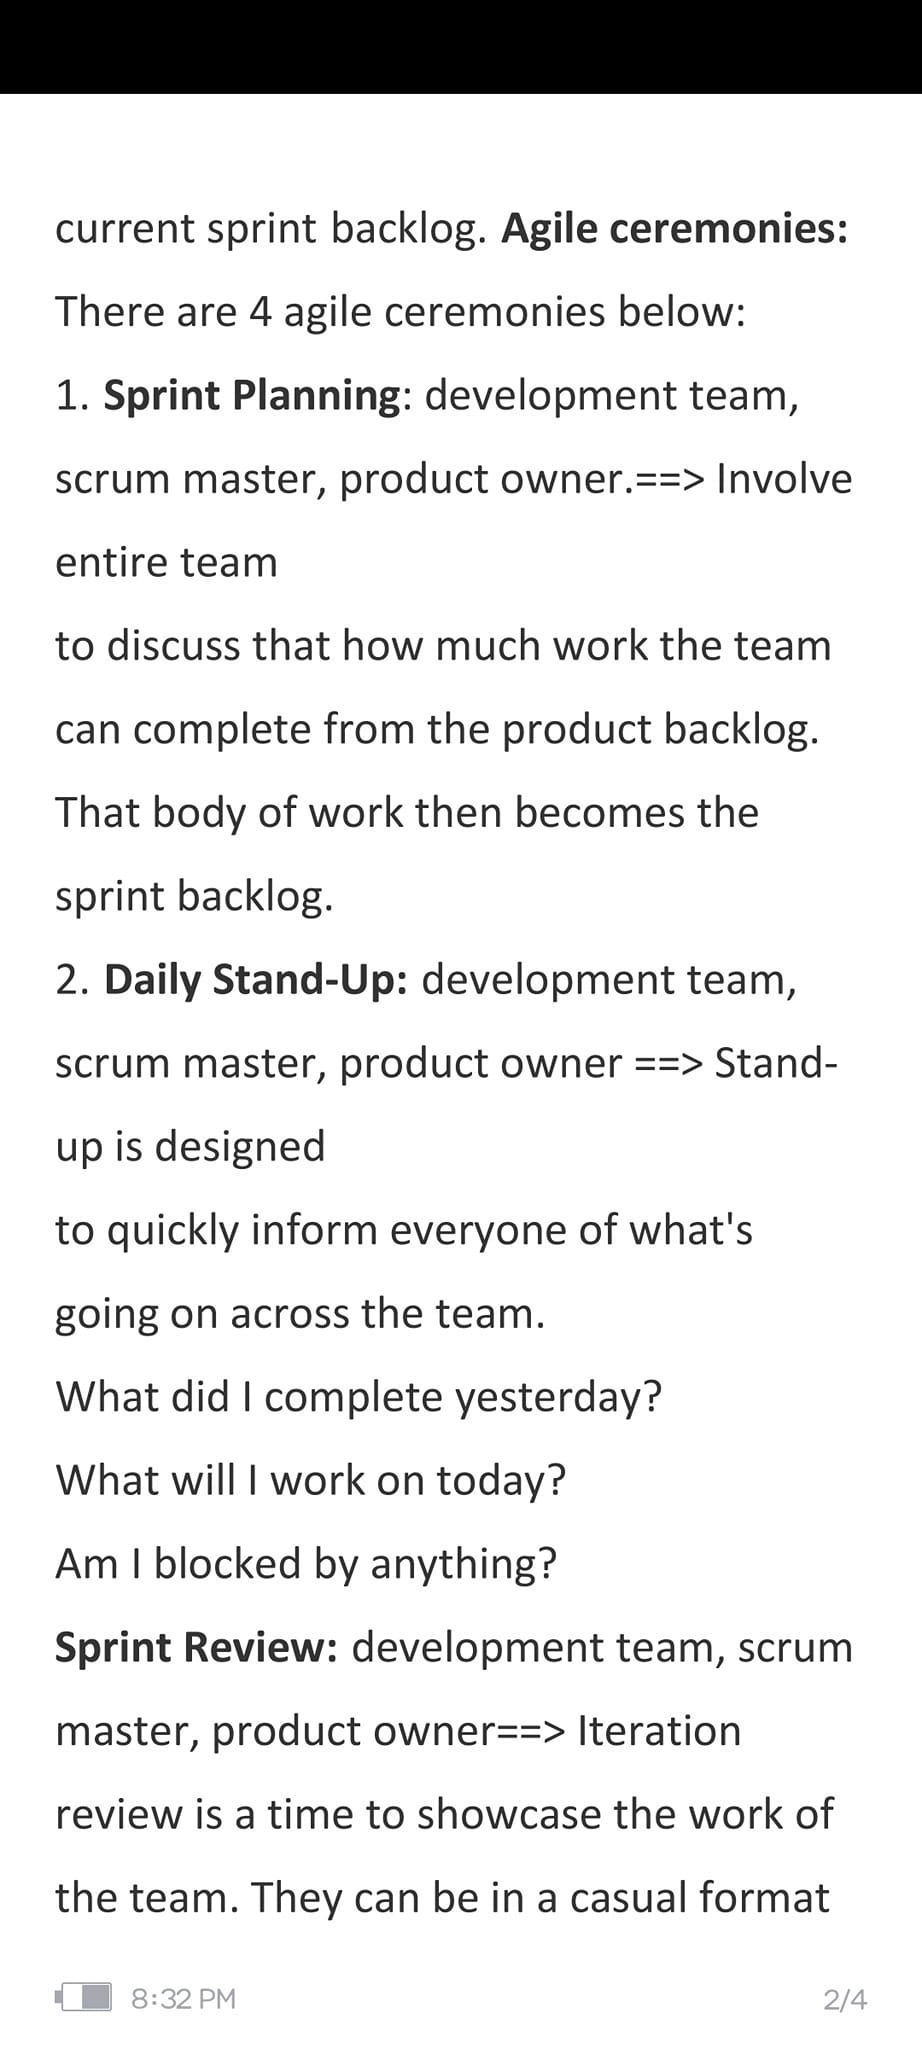 current sprint backlog. Agile ceremonies:
There are 4 agile ceremonies below:
1. Sprint Planning: development team,
scrum master, product owner.==> Involve
entire team
to discuss that how much work the team
can complete from the product backlog.
That body of work then becomes the
sprint backlog.
2. Daily Stand-Up: development team,
scrum master, product owner ==> Stand-
up is designed
to quickly inform everyone of what's
going on across the team.
What did I complete yesterday?
What will I work on today?
Am I blocked by anything?
Sprint Review: development team, scrum
master, product owner==> Iteration
review is a time to showcase the work of
the team. They can be in a casual format
8:32 PM 2/4